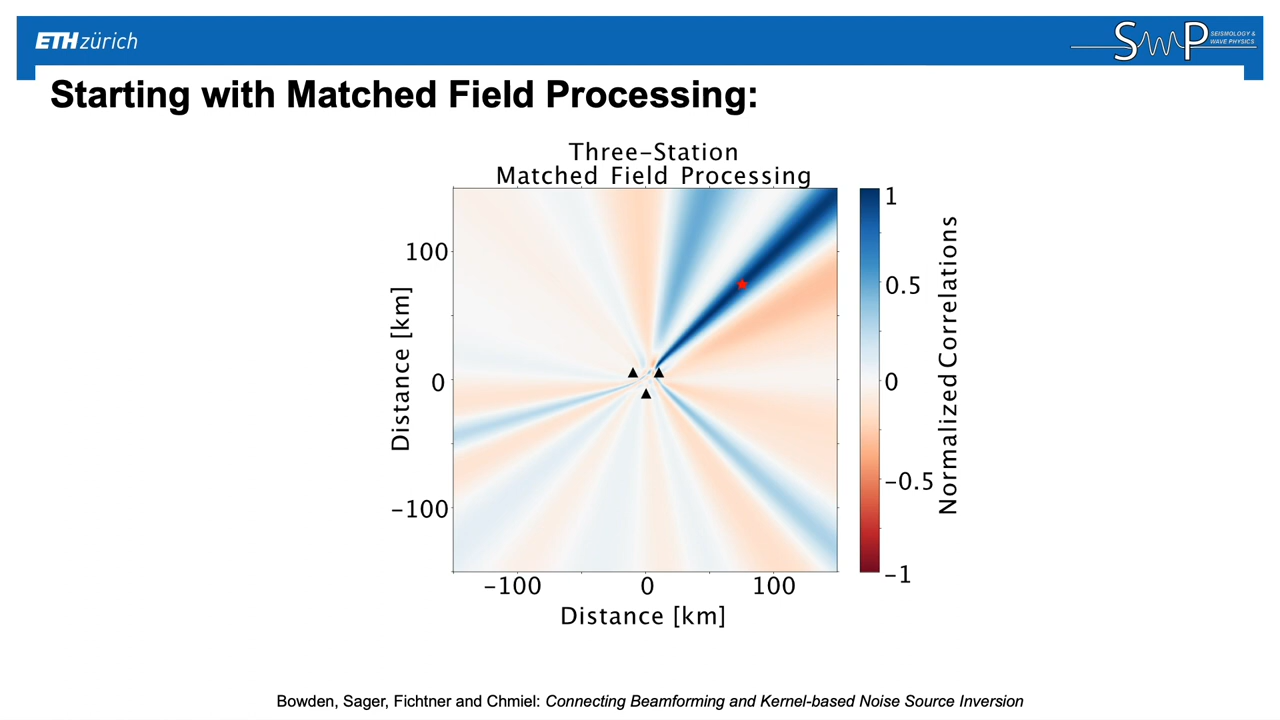 ETH zürich
SWP SEISMOLOGY & WAVE PHYSICS
Starting with Matched Field Processing:
Three-Station
Matched Field Processing
100
0
-100
Distance [km]
-100 0 100
Distance [km]
1
0.5
0
-0.5
-1
Normalized Correlations
Bowden, Sager, Fichtner and Chmiel: Connecting Beamforming and Kernel-based Noise Source Inversion